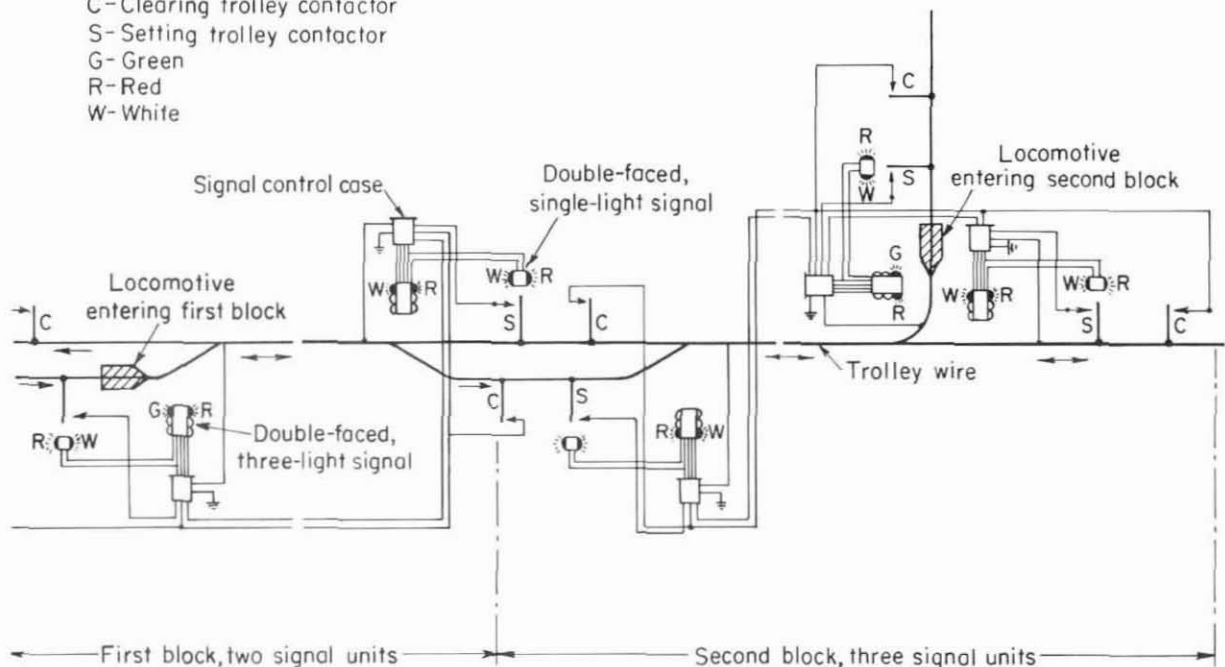 C-Clearing trolley contactor
S-Setting trolley contactor
G-Green
R-Red
W-White
C
R
S
W
Locomotive
entering second block
Signal control case
Double-faced,
single-light signal
W R
W R
G
R
W R
W R
Locomotive
entering first block
C
S
C
S
C
Trolley wire
G R
R W
Double-faced,
three-light signal
C
S
R W
First block, two signal units
Second block, three signal units